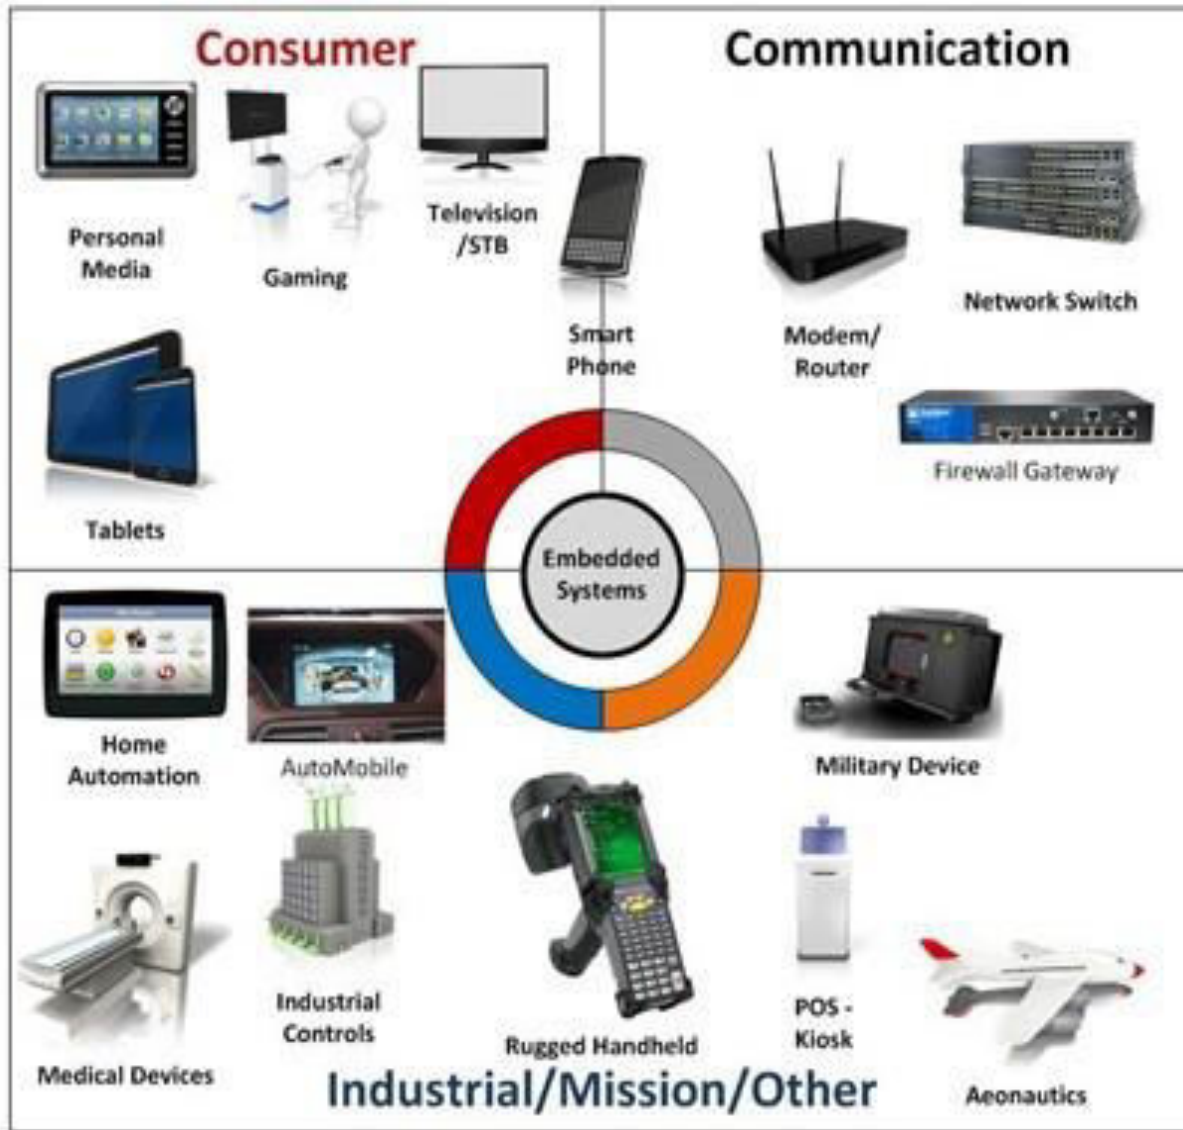 Consumer
Communication
Personal
Media
Gaming
Television
/STB
Smart
Phone
Modem/
Router
Network Switch
Firewall Gateway
Tablets
Embedded
Systems
Home
Automation
AutoMobile
Military Device
Medical Devices
Industrial
Controls
Rugged Handheld
POS -
Kiosk
Aeonautics
Industrial/Mission/Other